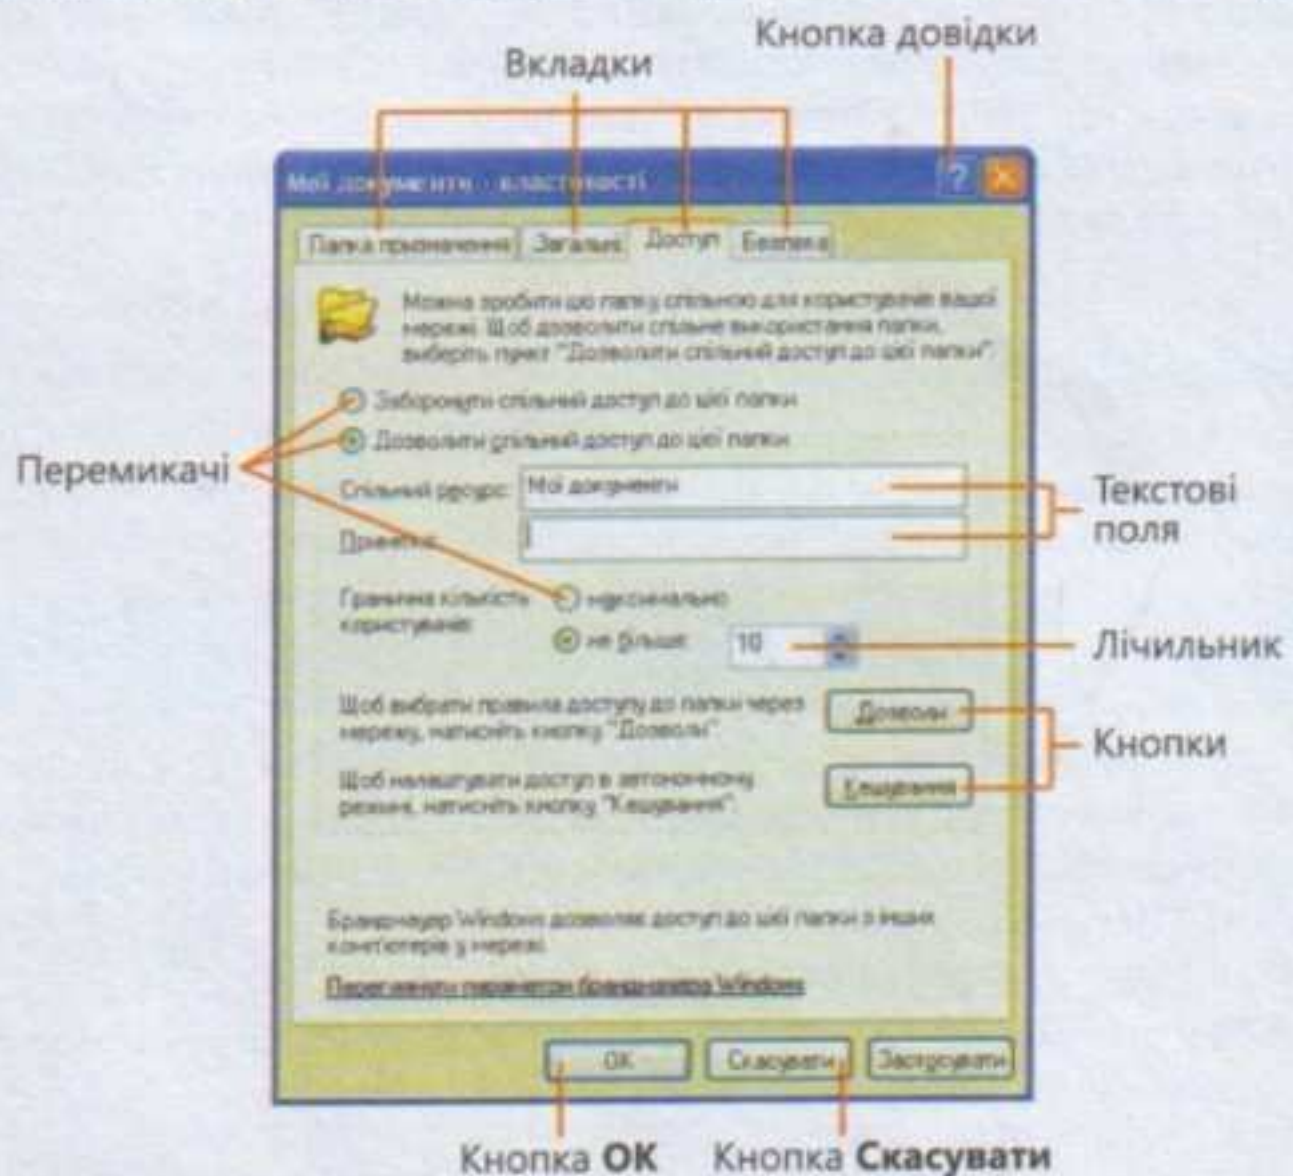 Кнопка довідки
Вкладки
Мої документи - властивості
?
Папка призначення Загальні Доступ Безпека
Можна зробити цю папку спільною для користувачів вашої
мережі. Щоб дозволити спільне використання папки,
виберіть пункт "Дозволити спільний доступ до цієї папки".
Заборонити спільний доступ до цієї папки
Дозволити спільний доступ до цієї папки
Перемикачі
Спільний ресурс: Мої документи
Текстові
поля
Примітка:
Гранична кількість
користувачів:
максимально
не більше: 10
Лічильник
Щоб вибрати правила доступу до папки через
мережу, натисніть кнопку "Дозволи".
Дозволи
Кнопки
Щоб налаштувати доступ в автономному
режимі, натисніть кнопку "Кешування".
Кешування
Брандмауер Windows дозволяє доступ до цієї папки з інших
комп'ютерів у мережі.
Переглянути параметри брандмауера Windows
ОК Скасувати Застосувати
Кнопка ОК Кнопка Скасувати